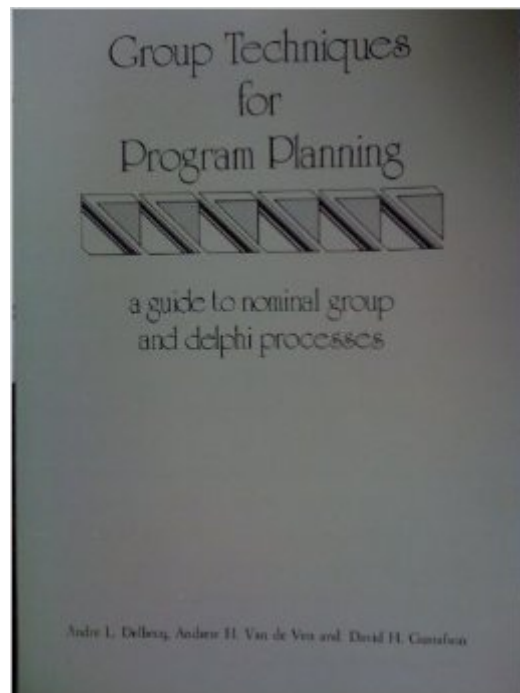 Group Techniques
for
Program Planning
a guide to nominal group
and delphi processes
Andre L. Delbecq, Andrew H. Van de Ven and David H. Gustafson